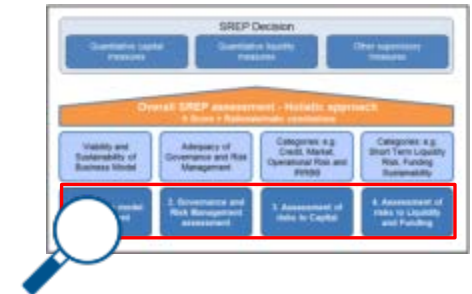 SREP Decision
Quantitative capital
measures
Quantitative liquidity
measures
Other supervisory
measures
Overall SREP assessment - Holistic approach
Viability and
Sustainability of
Business Model
Adequacy of
Governance and Risk
Management
Categories: e.g.
Credit, Market,
Operational Risk and
IRRBB
Categories: e.g.
Short Term Liquidity
Risk, Funding
Sustainability
model
2. Governance and
Risk Management
assessment
3. Assessment of
risks to Capital
4. Assessment of
risks to Liquidity
and Funding